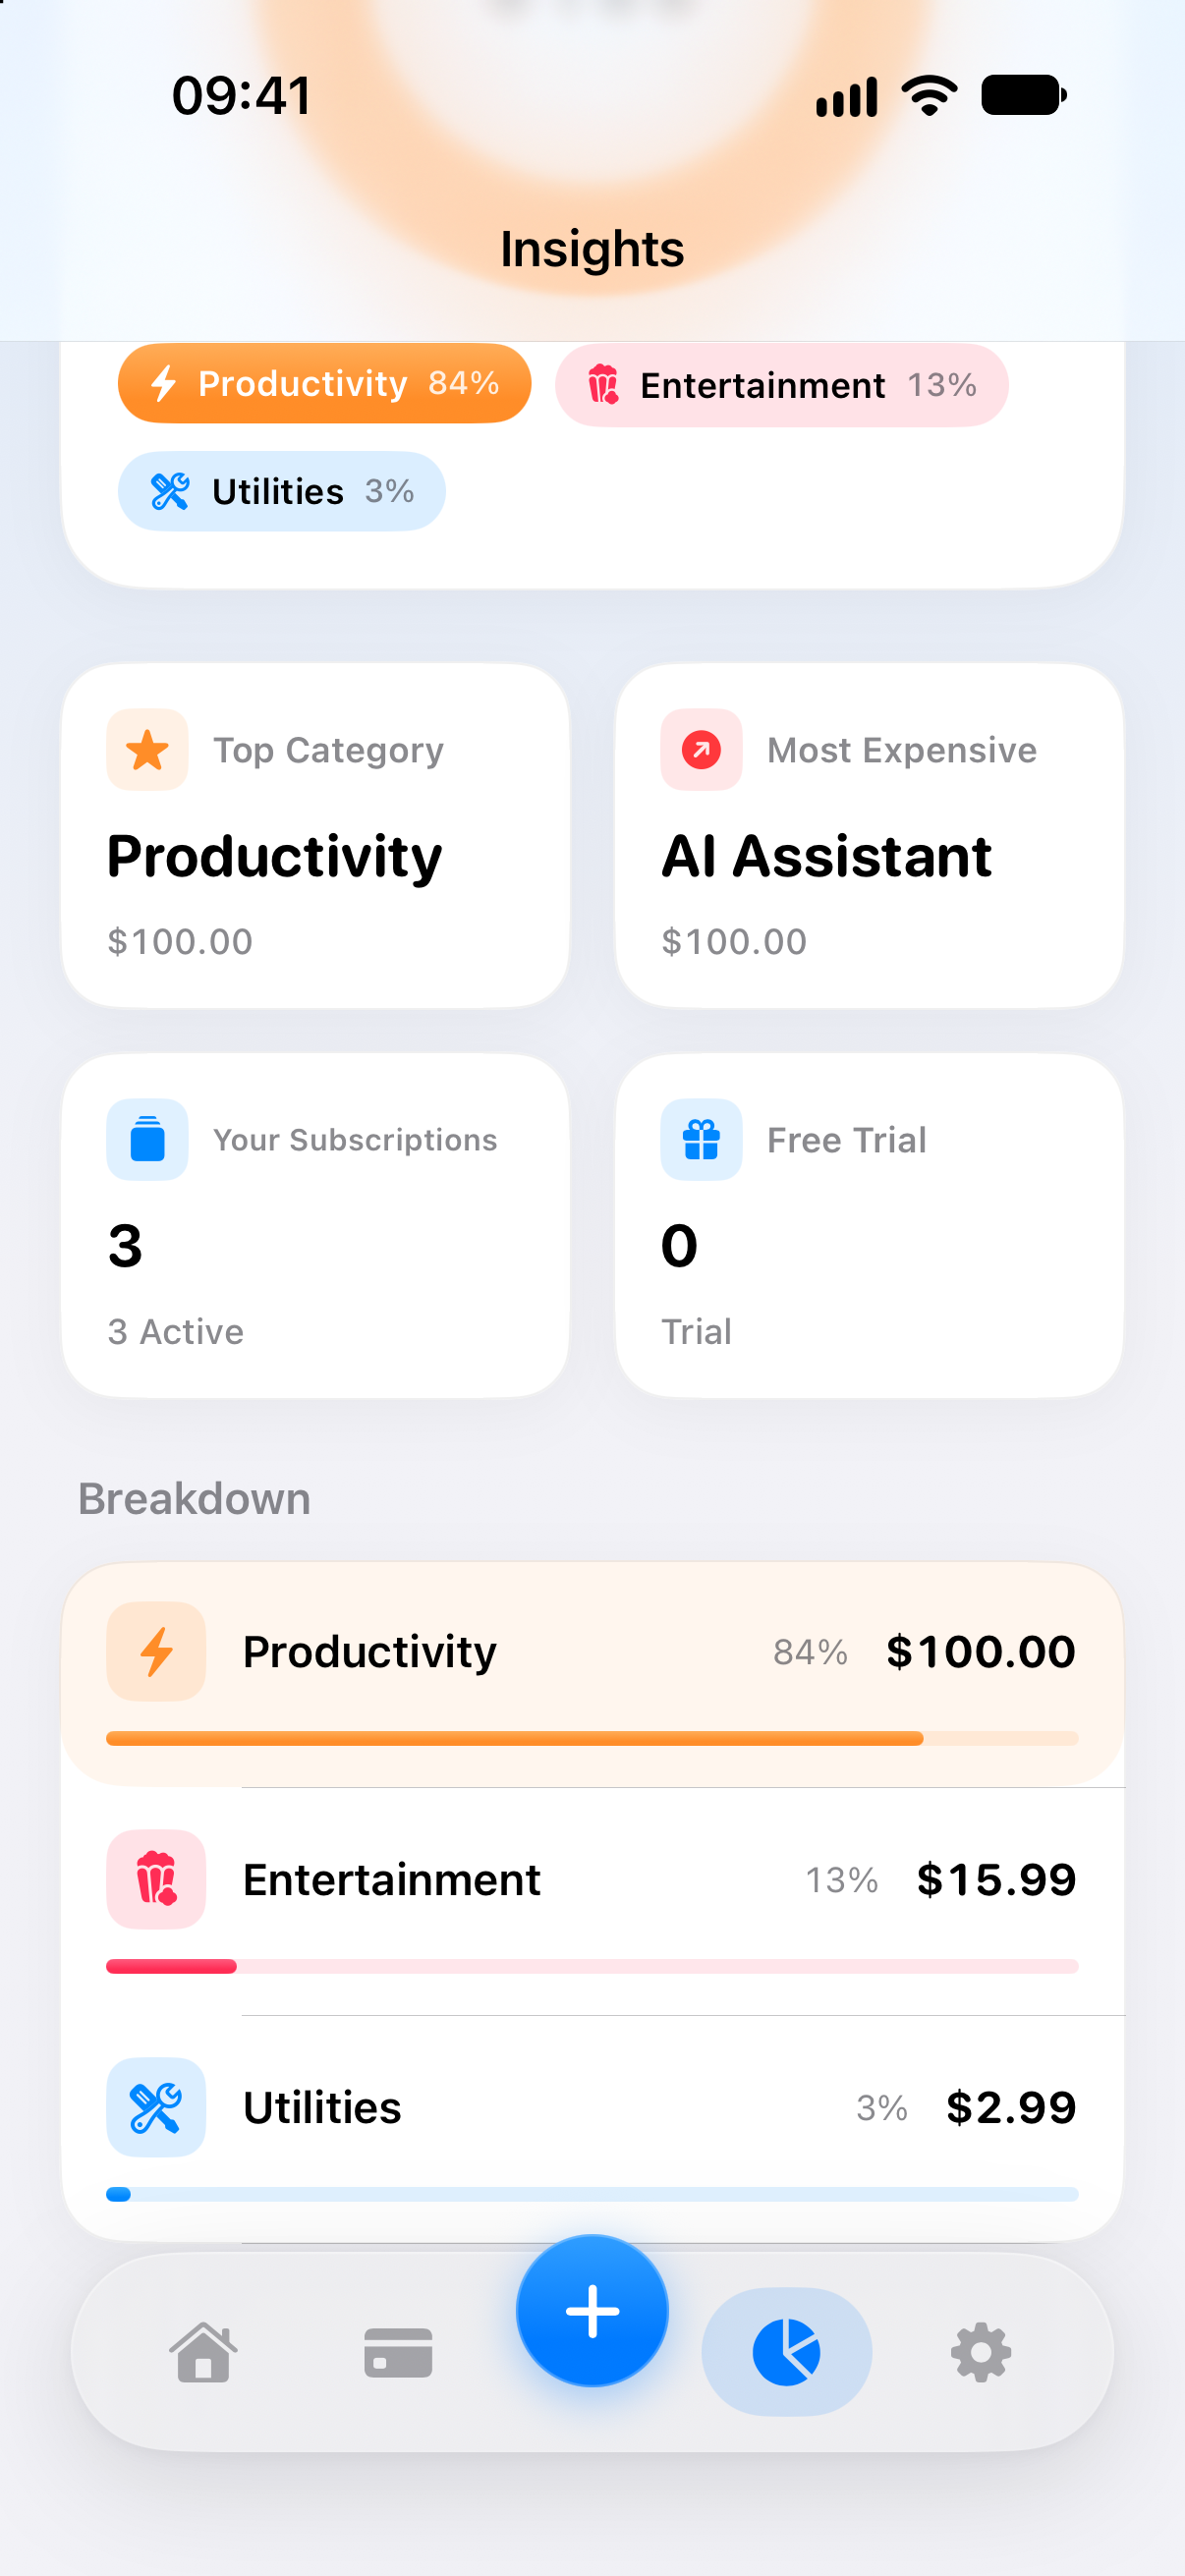 09:41
Insights
Productivity 84% Entertainment 13%
Utilities 3%
Top Category
Productivity
$100.00
Most Expensive
AI Assistant
$100.00
Your Subscriptions
3
3 Active
Free Trial
0
Trial
Breakdown
Productivity 84% $100.00
Entertainment 13% $15.99
Utilities 3% $2.99